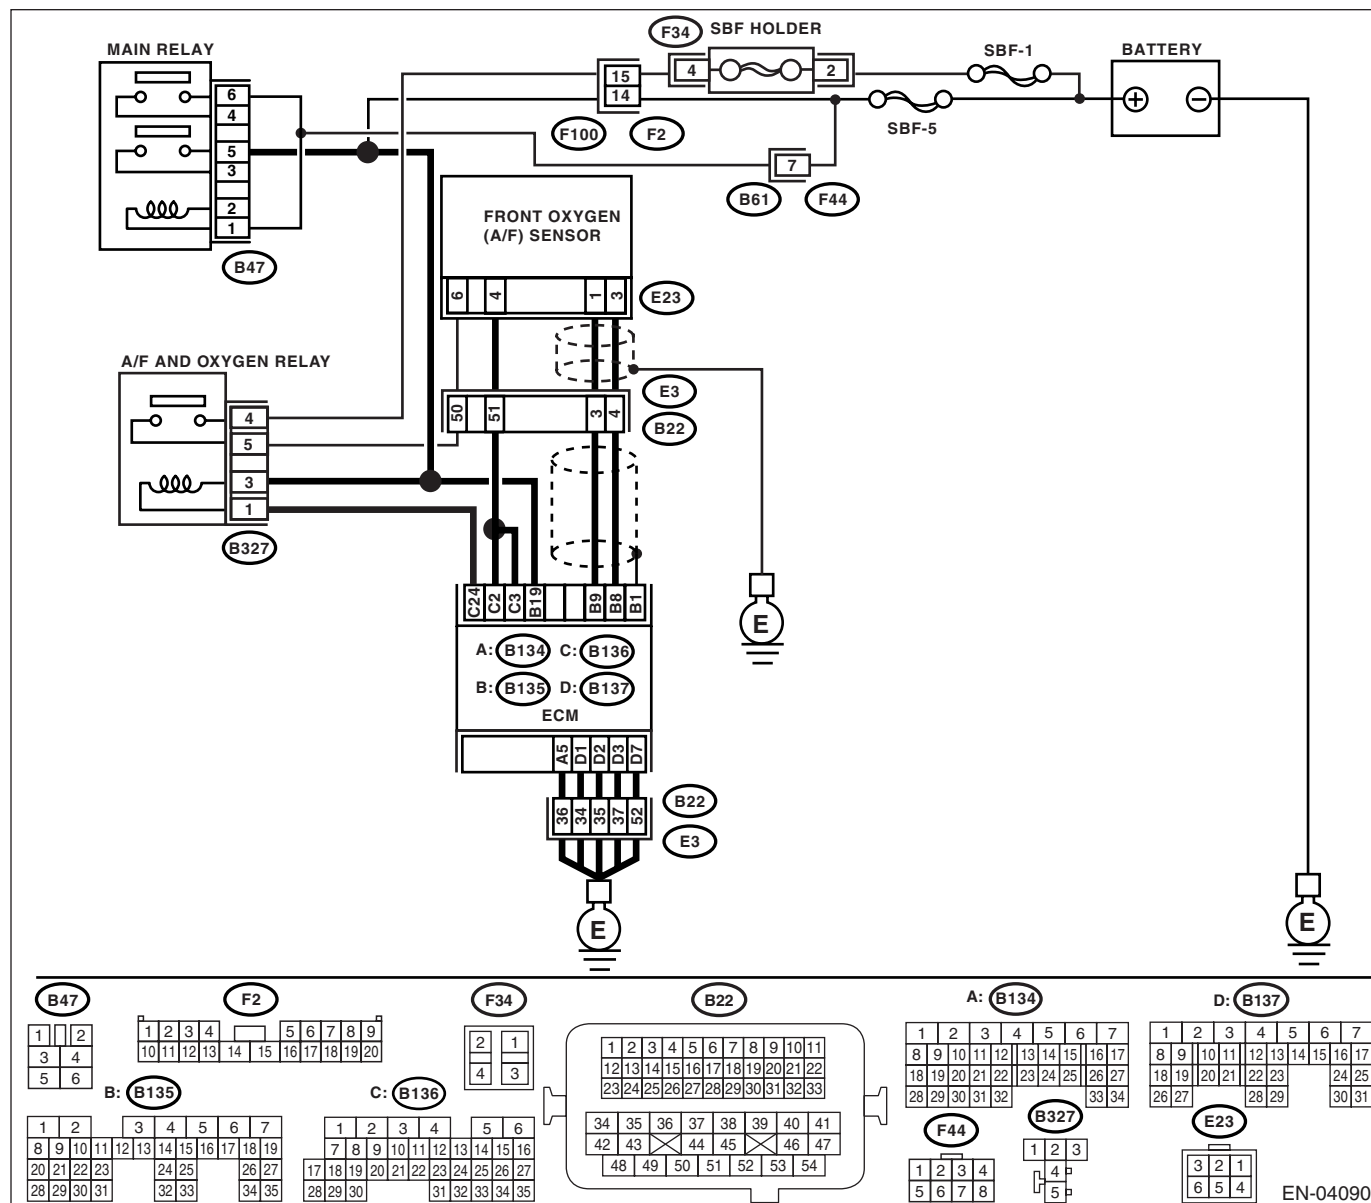 F34 SBF HOLDER
MAIN RELAY
SBF-1
BATTERY
15
4
2
14
6
4
5
3
2
1
SBF-5
F100
F2
7
B61
F44
B47
FRONT OXYGEN
(A/F) SENSOR
6
4
1
3
E23
A/F AND OXYGEN RELAY
4
5
3
1
B327
E3
50
51
3
4
B22
C24
C2
C3
B19
B9
B8
B1
E
A: B134 C: B136
B: B135 D: B137
ECM
A5
D1
D2
D3
D7
36
34
35
37
52
B22
E3
E
E
B47
1 2
3 4
5 6
F2
1 2 3 4 5 6 7 8 9
10 11 12 13 14 15 16 17 18 19 20
F34
2 1
4 3
B22
1 2 3 4 5 6 7 8 9 10 11
12 13 14 15 16 17 18 19 20 21 22
23 24 25 26 27 28 29 30 31 32 33
34 35 36 37 38 39 40 41
42 43 44 45 46 47
48 49 50 51 52 53 54
A: B134
1 2 3 4 5 6 7
8 9 10 11 12 13 14 15 16 17
18 19 20 21 22 23 24 25 26 27
28 29 30 31 32 33 34
D: B137
1 2 3 4 5 6 7
8 9 10 11 12 13 14 15 16 17
18 19 20 21 22 23 24 25
26 27 28 29 30 31
B: B135
1 2 3 4 5 6 7
8 9 10 11 12 13 14 15 16 17 18 19
20 21 22 23 24 25 26 27
28 29 30 31 32 33 34 35
C: B136
1 2 3 4 5 6
7 8 9 10 11 12 13 14 15 16
17 18 19 20 21 22 23 24 25 26 27
28 29 30 31 32 33 34 35
F44
1 2 3 4
5 6 7 8
B327
1 2 3
4
5
E23
3 2 1
6 5 4
EN-04090